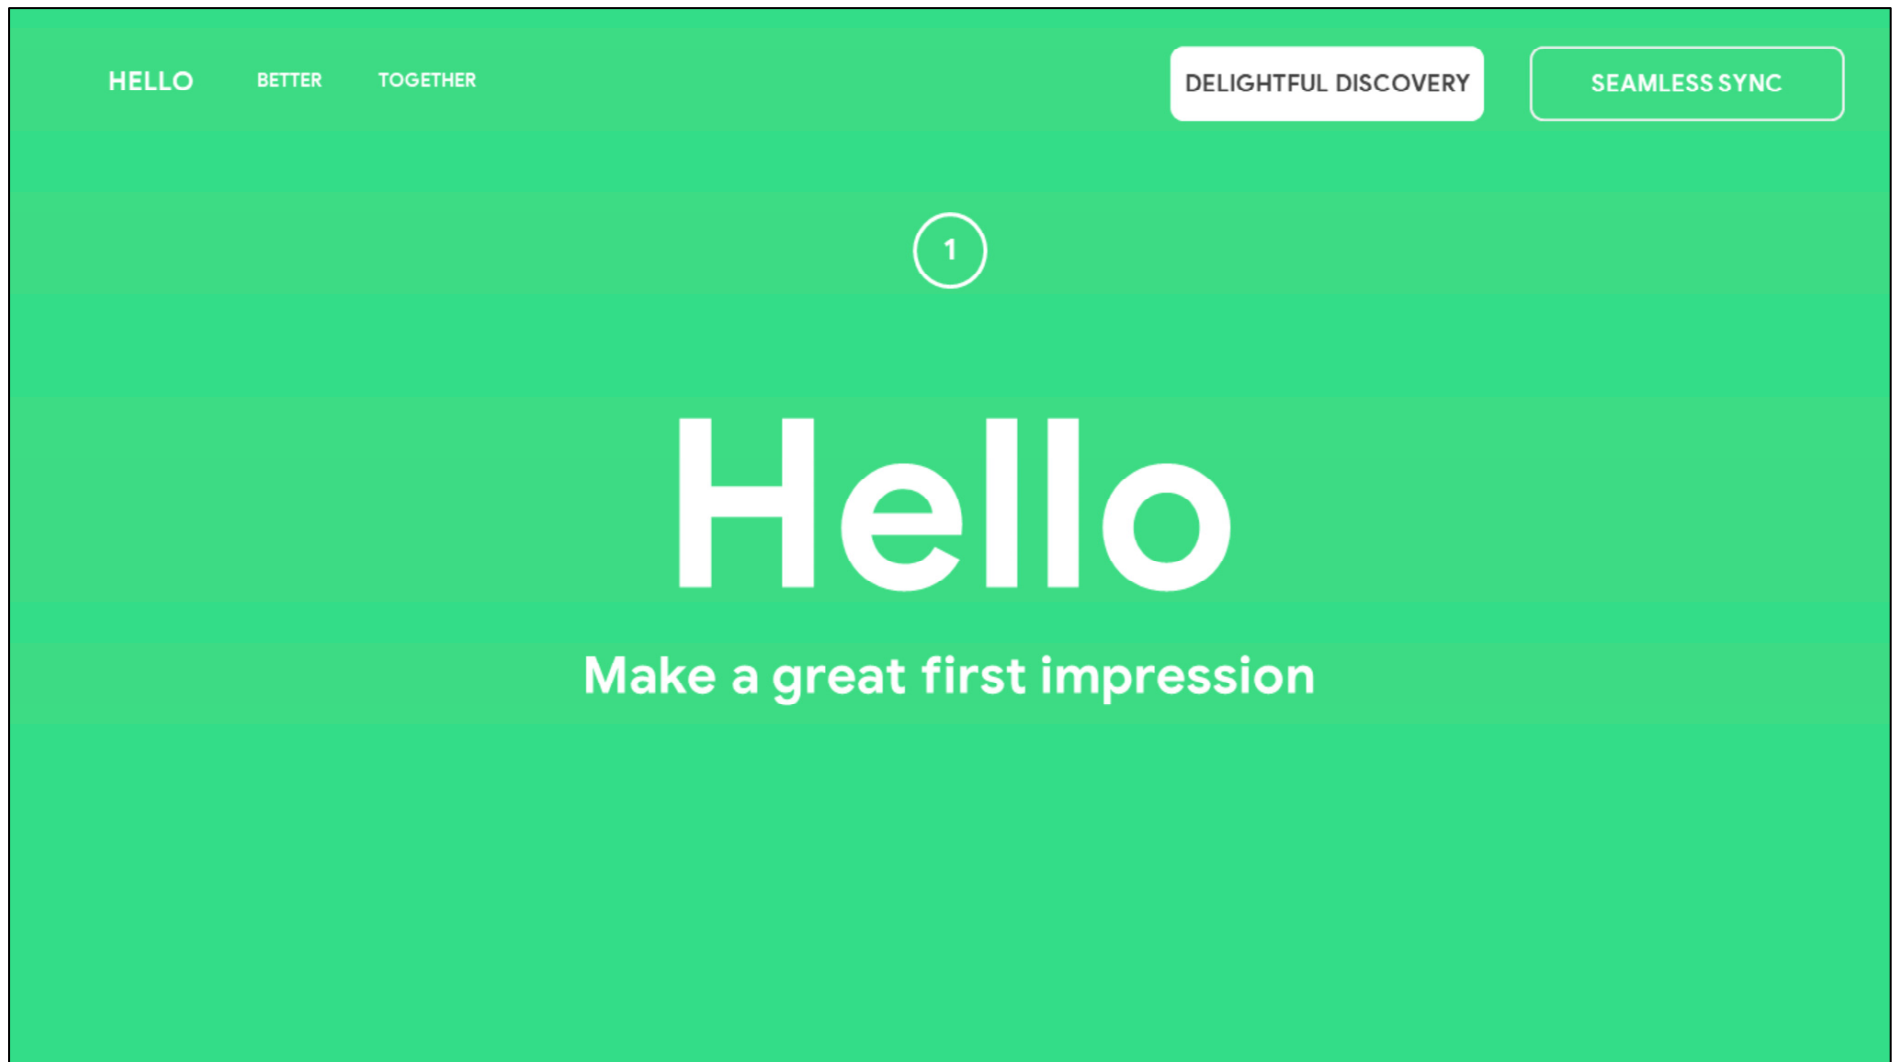 HELLO BETTER TOGETHER DELIGHTFUL DISCOVERY SEAMLESS SYNC
1
Hello
Make a great first impression